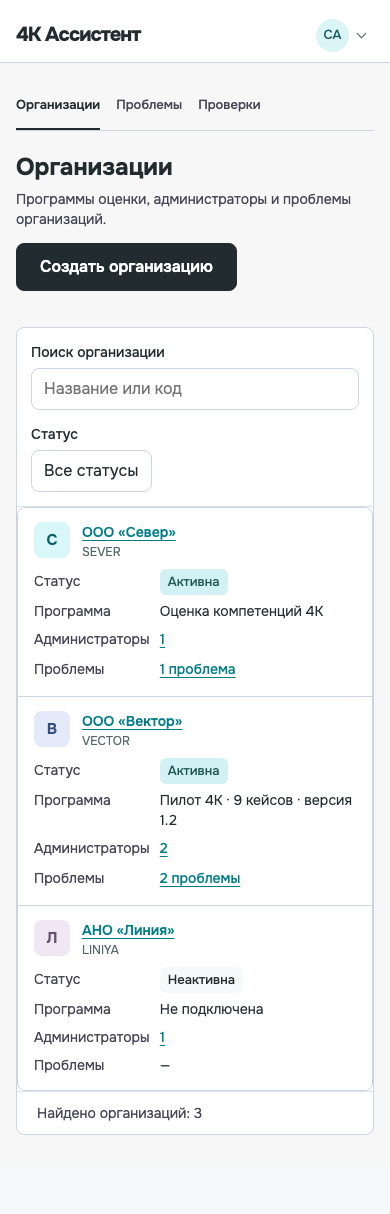 4К Ассистент
СА
Организации Проблемы Проверки
Организации
Программы оценки, администраторы и проблемы
организаций.
Создать организацию
Поиск организации
Название или код
Статус
Все статусы
С
ООО «Север»
SEVER
Статус Активна
Программа Оценка компетенций 4К
Администраторы 1
Проблемы 1 проблема
В
ООО «Вектор»
VECTOR
Статус Активна
Программа Пилот 4К · 9 кейсов · версия
1.2
Администраторы 2
Проблемы 2 проблемы
Л
АНО «Линия»
LINIYA
Статус Неактивна
Программа Не подключена
Администраторы 1
Проблемы —
Найдено организаций: 3